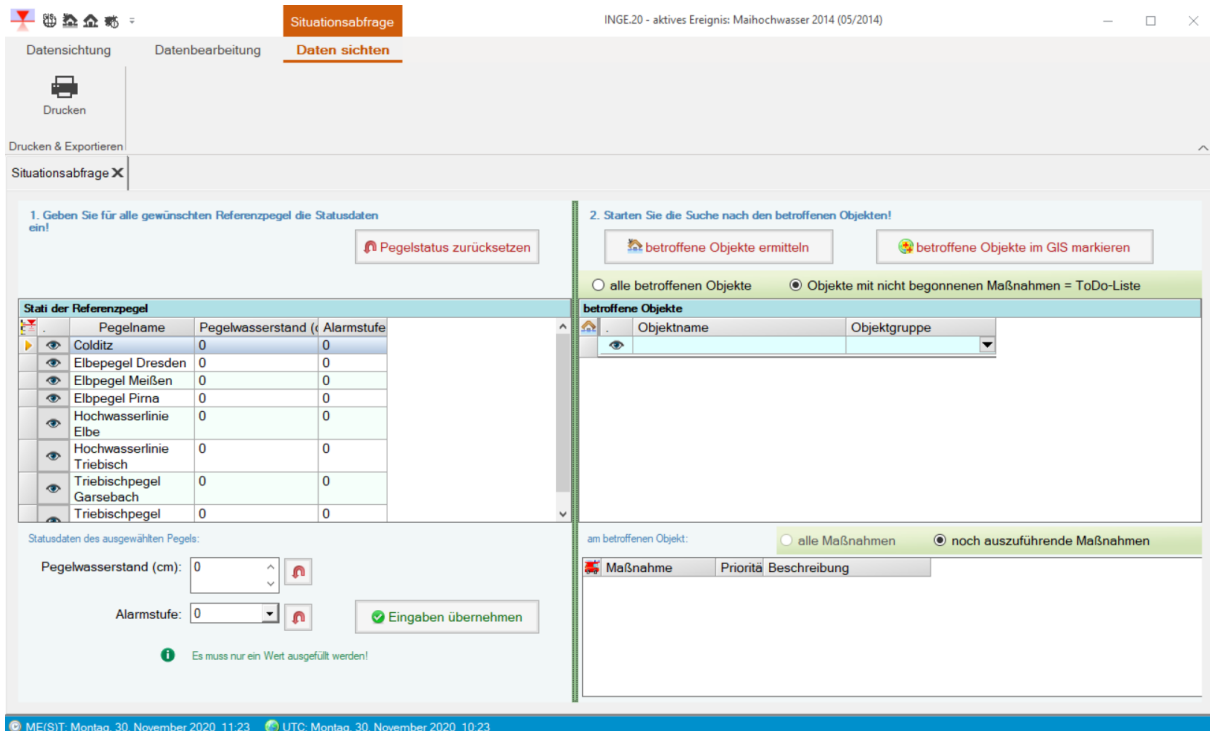 Situationsabfrage
INGE.20 - aktives Ereignis: Maihochwasser 2014 (05/2014)
Datensichtung Datenbearbeitung Daten sichten
Drucken
Drucken & Exportieren
Situationsabfrage
1. Geben Sie für alle gewünschten Referenzpegel die Statusdaten
ein!
Pegelstatus zurücksetzen
2. Starten Sie die Suche nach den betroffenen Objekten!
betroffene Objekte ermitteln betroffene Objekte im GIS markieren
alle betroffenen Objekte Objekte mit nicht begonnenen Maßnahmen = ToDo-Liste
Stati der Referenzpegel
. Pegelname Pegelwasserstand (c Alarmstufe
Colditz 0 0
Elbepegel Dresden 0 0
Elbpegel Meißen 0 0
Elbpegel Pirna 0 0
Hochwasserlinie 0 0
Elbe
Hochwasserlinie 0 0
Triebisch
Triebischpegel 0 0
Garsebach
Triebischpegel 0 0
betroffene Objekte
. Objektname Objektgruppe
Statusdaten des ausgewählten Pegels:
Pegelwasserstand (cm): 0
Alarmstufe: 0
Eingaben übernehmen
Es muss nur ein Wert ausgefüllt werden!
am betroffenen Objekt: alle Maßnahmen noch auszuführende Maßnahmen
Maßnahme Prioritä Beschreibung
ME(S)T: Montag, 30. November 2020 11:23 UTC: Montag, 30. November 2020 10:23